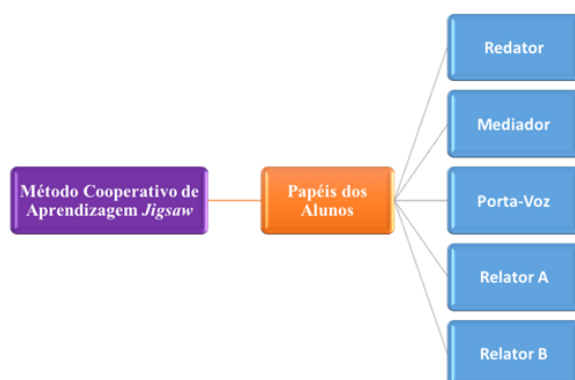 Método Cooperativo de
Aprendizagem Jigsaw
Papéis dos
Alunos
Redator
Mediador
Porta-Voz
Relator A
Relator B